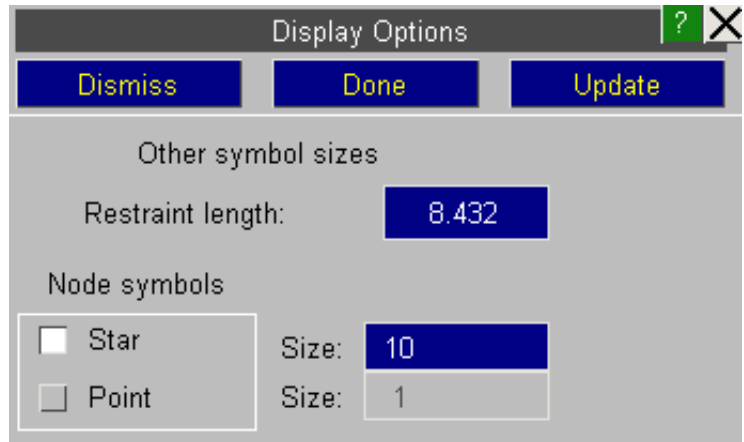 Display Options ?
Dismiss Done Update
Other symbol sizes
Restraint length: 8.432
Node symbols
Star Size: 10
Point Size: 1